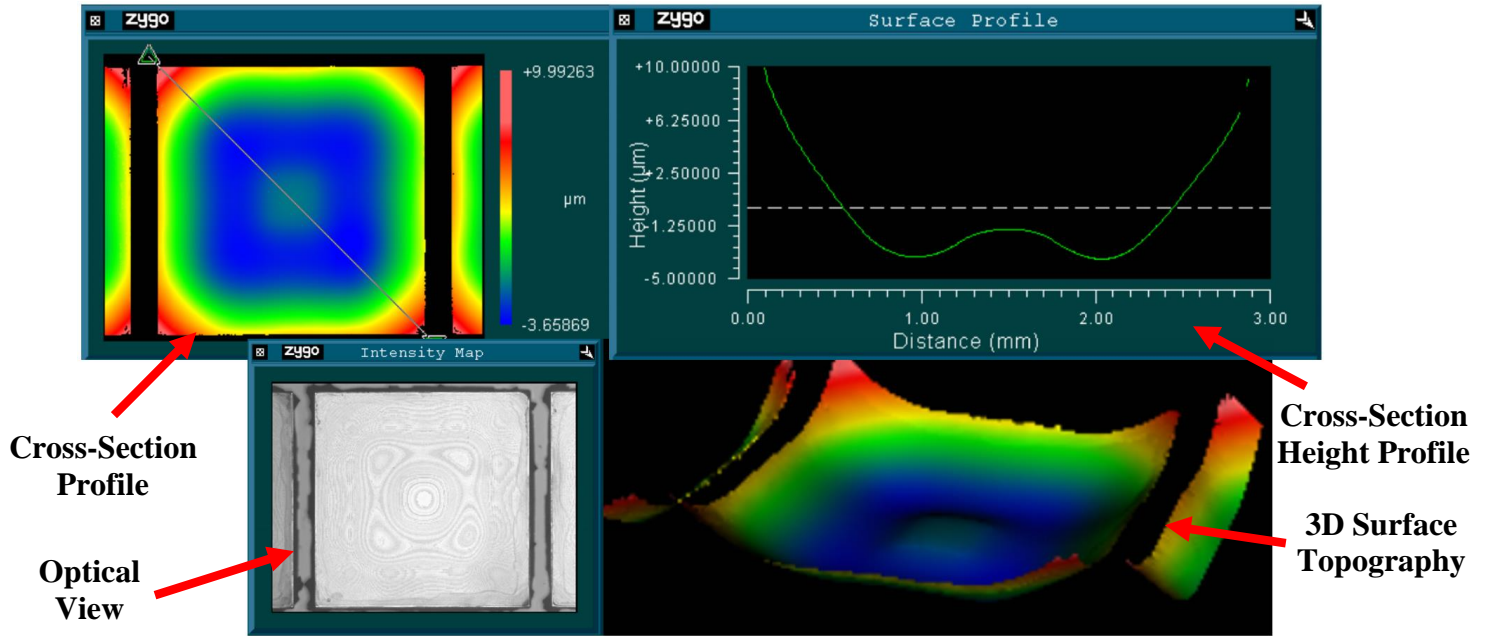 zygo
+9.99263
µm
-3.65869
zygo
Surface Profile
+10.00000
+6.25000
+2.50000
-1.25000
-5.00000
Height (µm)
0.00
1.00
2.00
3.00
Distance (mm)
zygo
Intensity Map
Cross-Section
Profile
Optical
View
Cross-Section
Height Profile
3D Surface
Topography